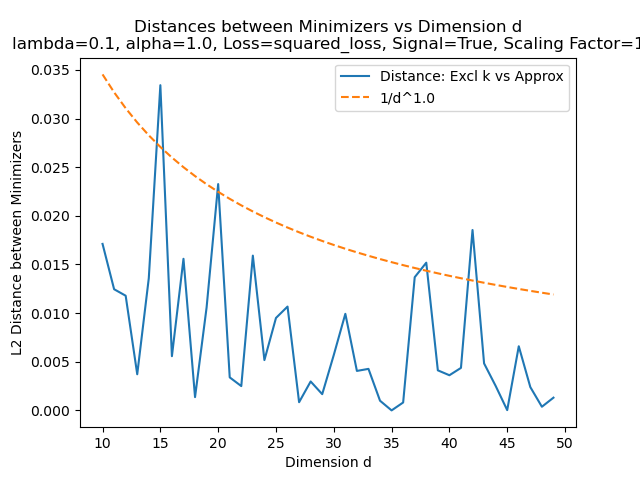 Distances between Minimizers vs Dimension d
lambda=0.1, alpha=1.0, Loss=squared_loss, Signal=True, Scaling Factor=1
Distance: Excl k vs Approx
1/d^1.0
L2 Distance between Minimizers
0.035
0.030
0.025
0.020
0.015
0.010
0.005
0.000
10
15
20
25
30
35
40
45
50
Dimension d